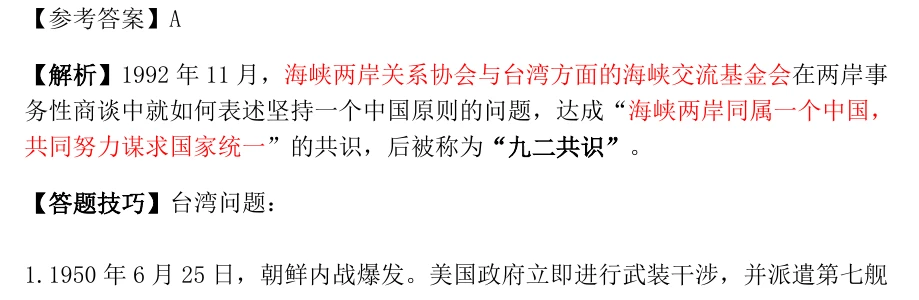 【参考答案】A
【解析】1992 年 11 月，海峡两岸关系协会与台湾方面的海峡交流基金会在两岸事
务性商谈中就如何表述坚持一个中国原则的问题，达成“海峡两岸同属一个中国，
共同努力谋求国家统一”的共识，后被称为“九二共识”。
【答题技巧】台湾问题：
1.1950 年 6 月 25 日，朝鲜内战爆发。美国政府立即进行武装干涉，并派遣第七舰